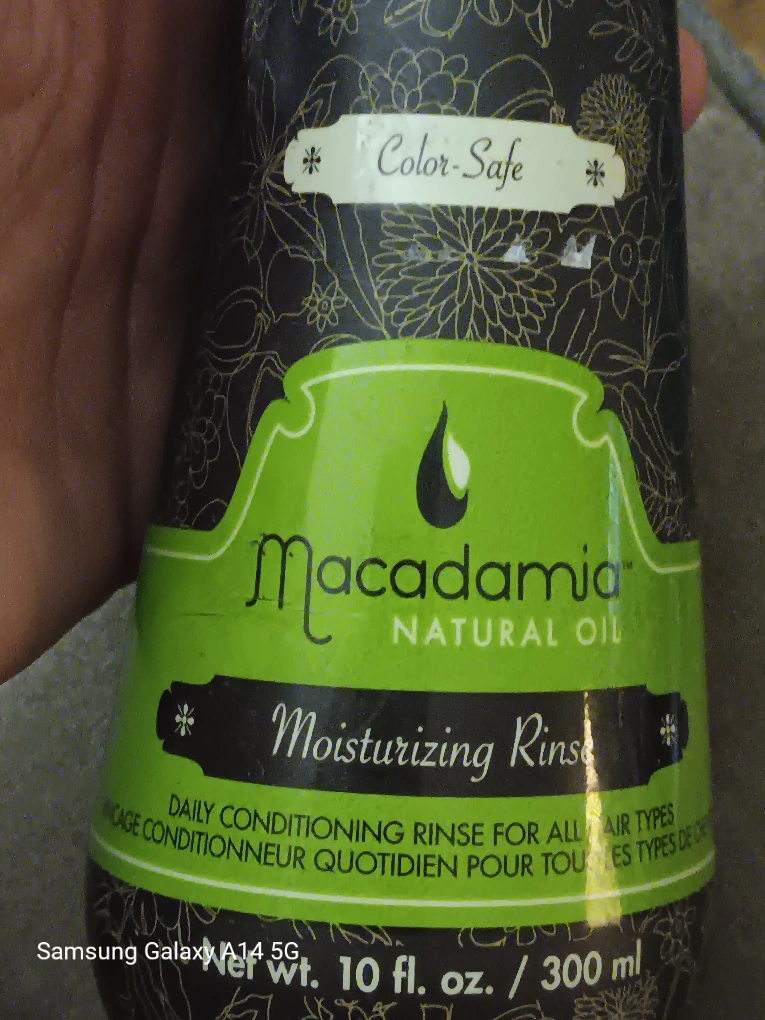 Color-Safe
Macadamia™
NATURAL OIL
Moisturizing Rinse
DAILY CONDITIONING RINSE FOR ALL HAIR TYPES
CONDITIONNEUR QUOTIDIEN POUR TOUS LES TYPES DE
Samsung Galaxy A14 5G
Net wt. 10 fl. oz. / 300 ml